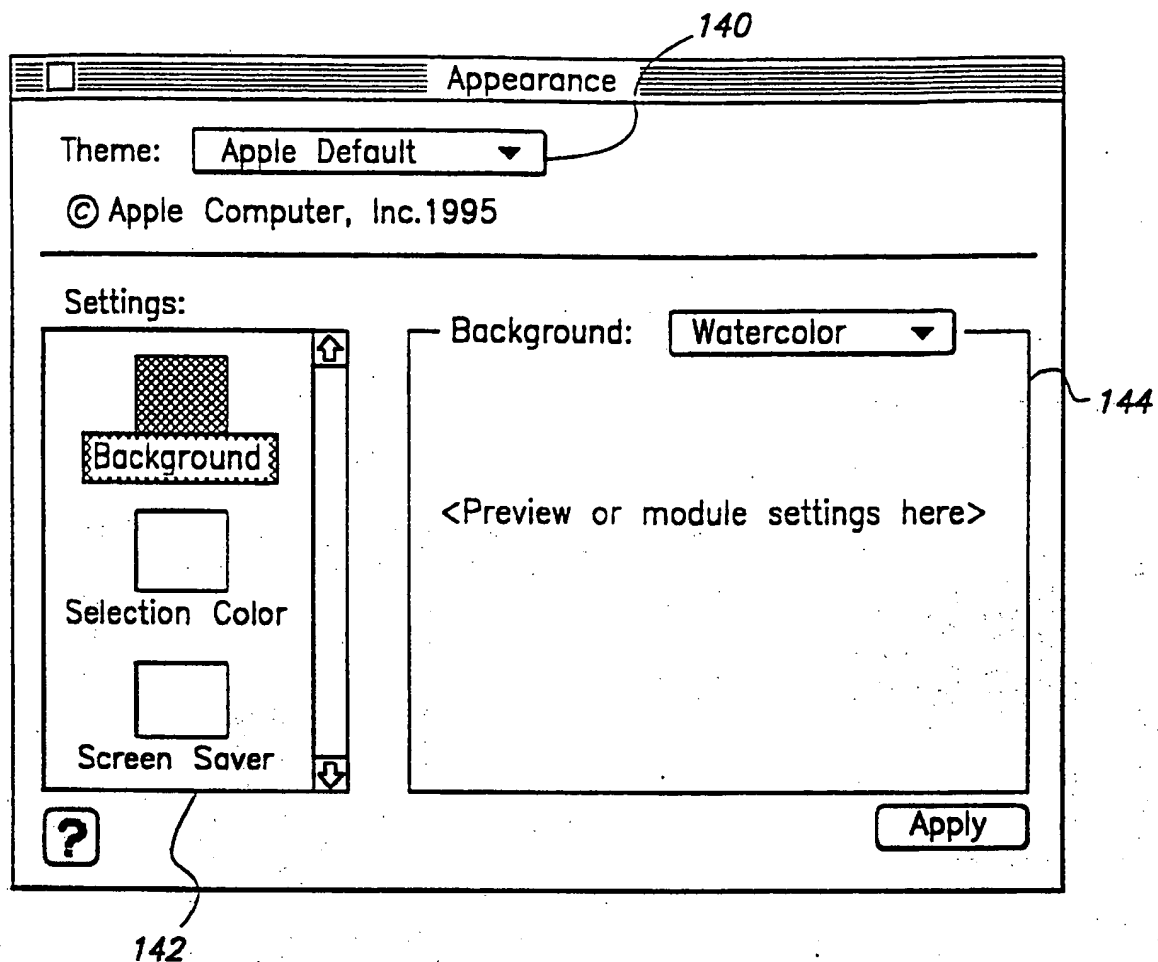 140
Appearance
Theme: Apple Default
© Apple Computer, Inc.1995
Settings:
Background: Watercolor
144
Background
<Preview or module settings here>
Selection Color
Screen Saver
?
Apply
142